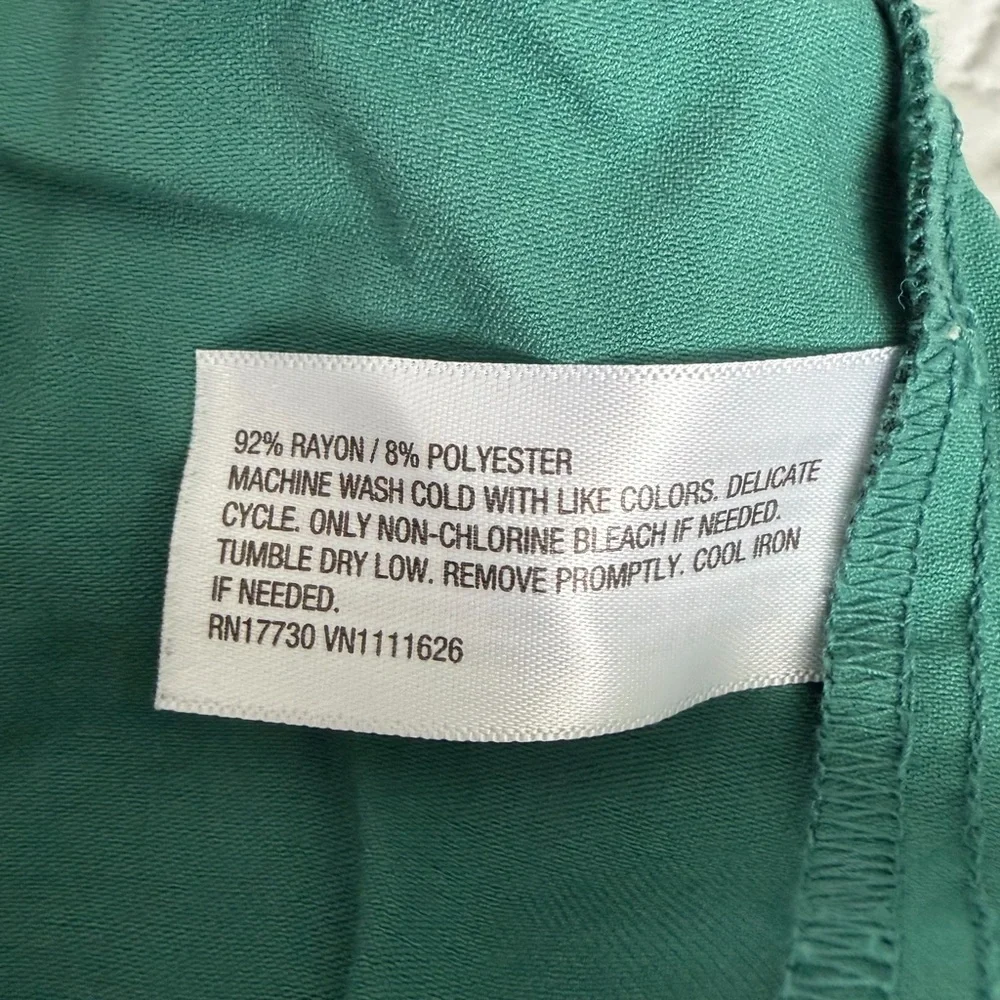 92% RAYON / 8% POLYESTER
MACHINE WASH COLD WITH LIKE COLORS. DELICATE
CYCLE. ONLY NON-CHLORINE BLEACH IF NEEDED.
TUMBLE DRY LOW. REMOVE PROMPTLY. COOL IRON
IF NEEDED.
RN17730 VN1111626